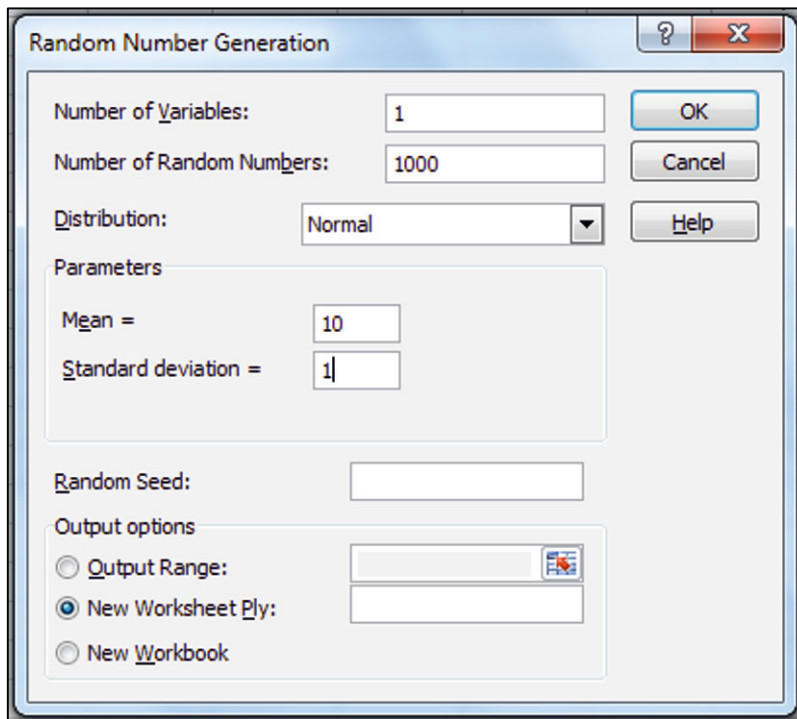 Random Number Generation
Number of Variables: 1 OK
Number of Random Numbers: 1000 Cancel
Distribution: Normal Help
Parameters
Mean = 10
Standard deviation = 1
Random Seed:
Output options
Output Range:
New Worksheet Ply:
New Workbook